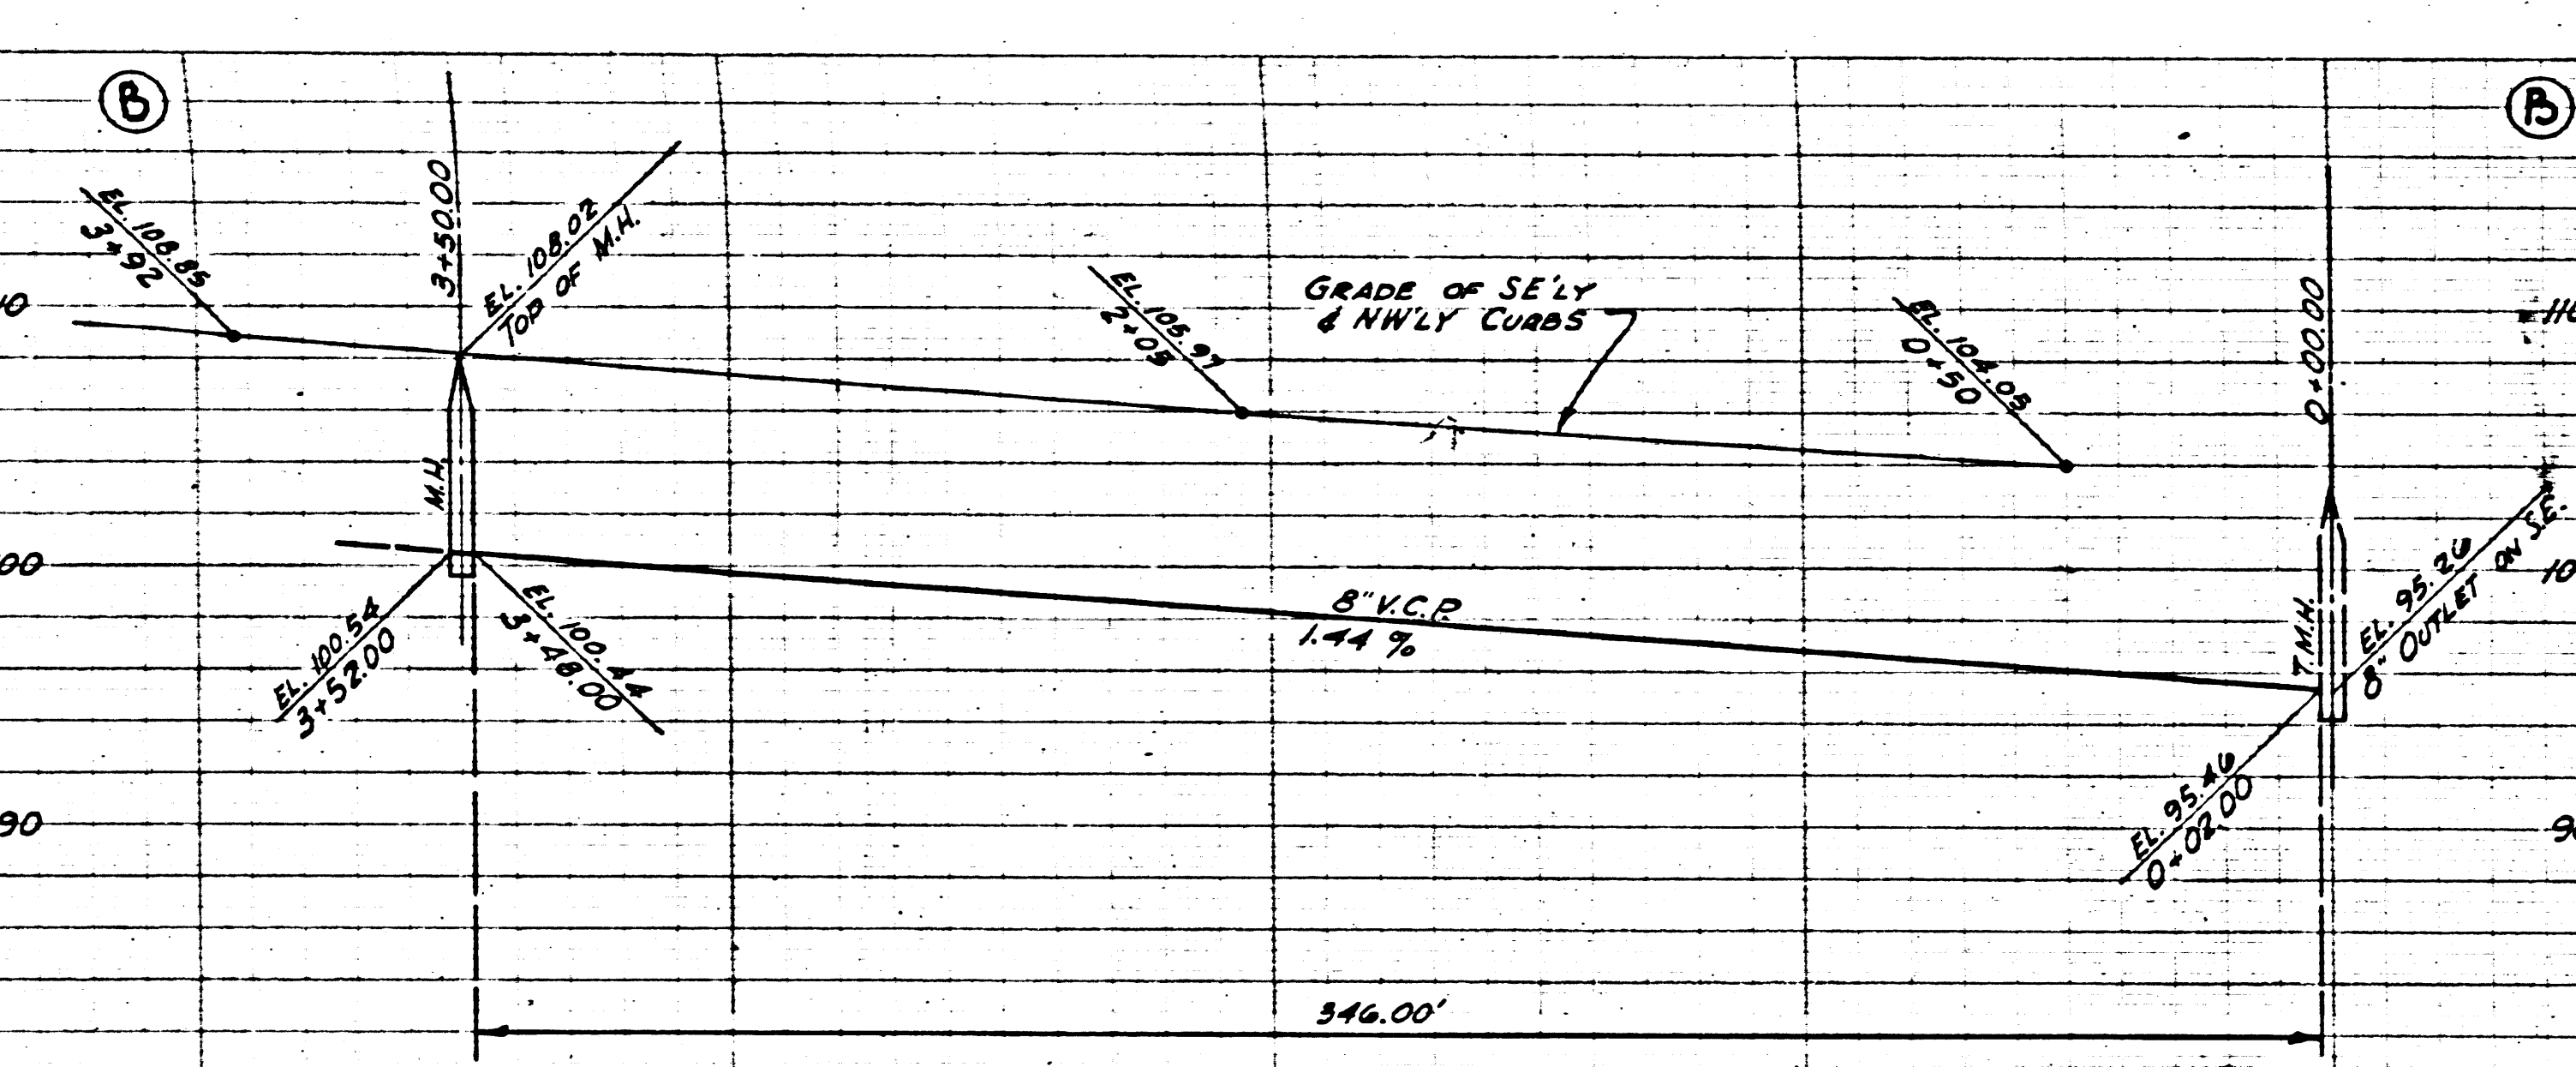 B
B
EL. 108.85
3+92
3+50.00
EL. 108.02
TOP OF M.H.
EL. 105.97
2+05
GRADE OF SE'LY
& NW'LY CURBS
EL. 104.05
0+50
0+00.00
M.H.
EL. 100.54
3+52.00
EL. 100.44
3+48.00
8" V.C.P.
1.44 %
T.M.H.
EL. 95.26
8" OUTLET ON S.E.
90
EL. 95.46
0+02.00
346.00'